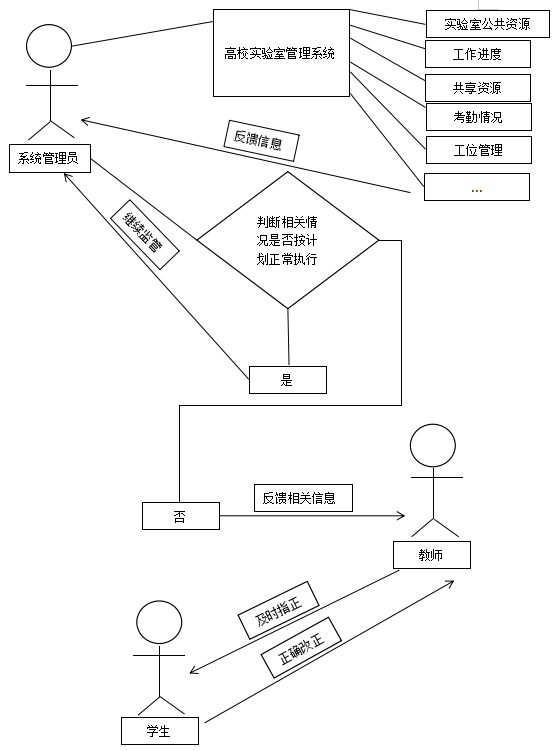 实验室公共资源
高校实验室管理系统
工作进度
共享资源
考勤情况
工位管理
...
系统管理员
反馈信息
继续监管
判断相关情
况是否按计
划正常执行
是
否
反馈相关信息
教师
及时指正
正确改正
学生